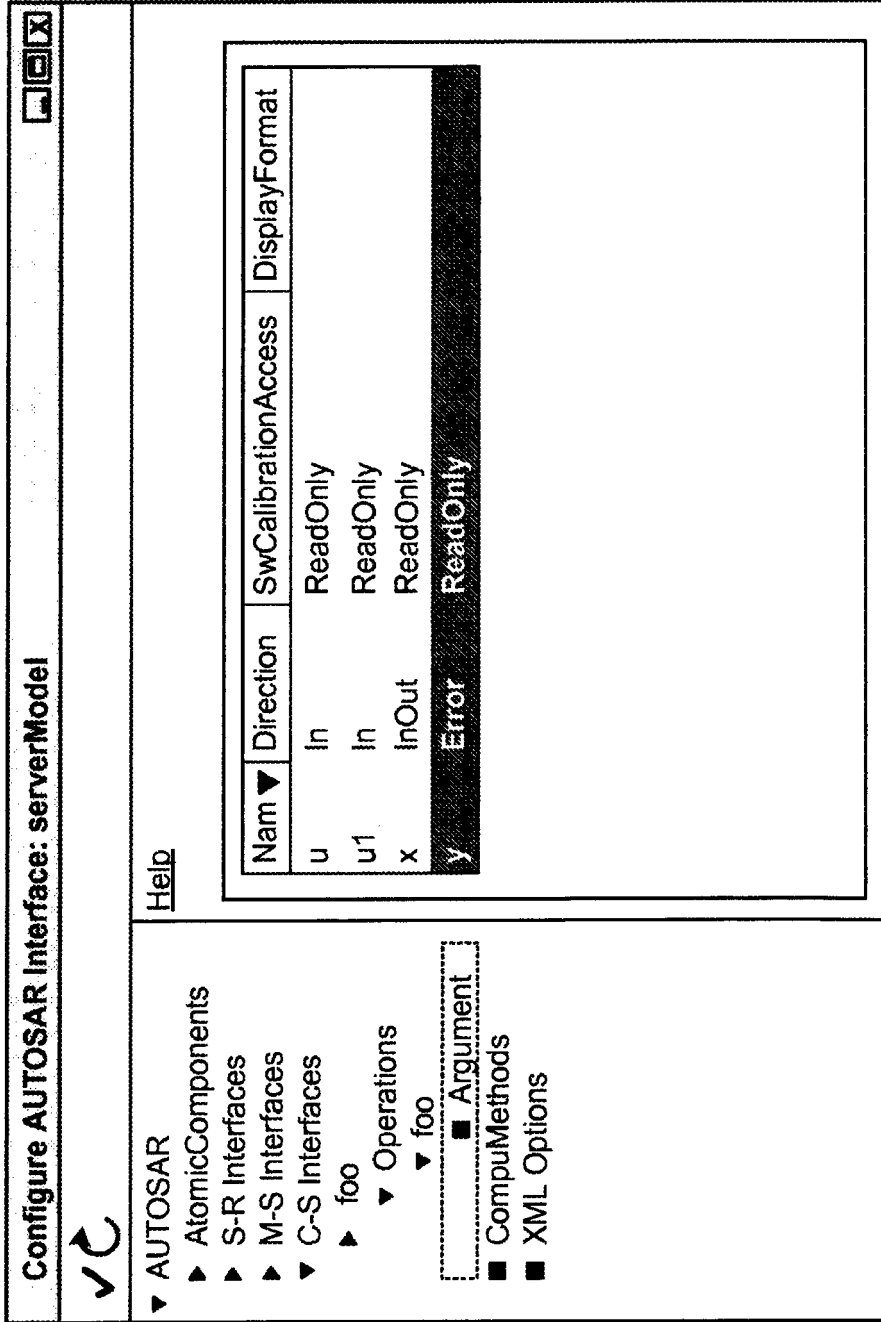 Configure AUTOSAR Interface: serverModel
AUTOSAR
AtomicComponents
S-R Interfaces
M-S Interfaces
C-S Interfaces
foo
Operations
foo
Argument
CompuMethods
XML Options
Help
Nam Direction SwCalibrationAccess DisplayFormat
u In ReadOnly
u1 In ReadOnly
x InOut ReadOnly
y Error ReadOnly